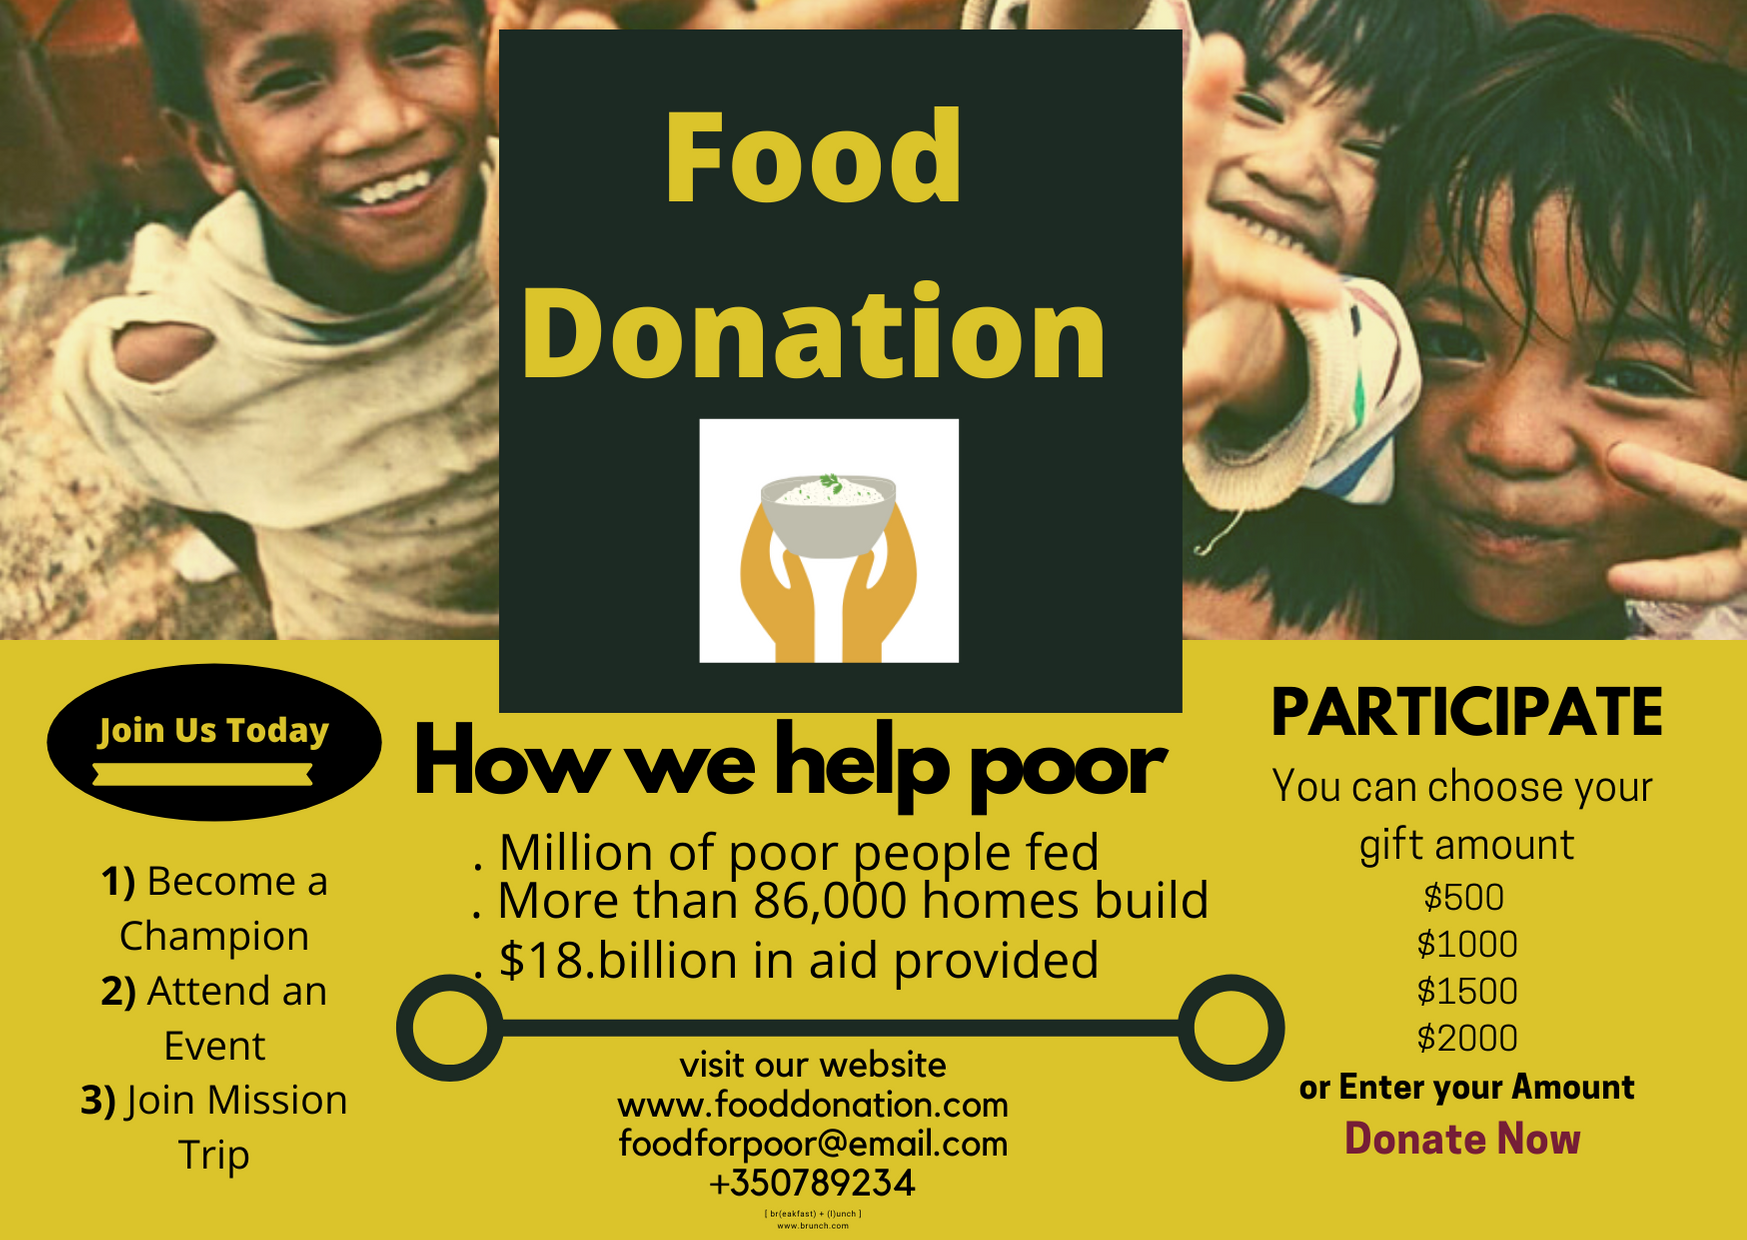 Food
Donation
Join Us Today
1) Become a
Champion
2) Attend an
Event
3) Join Mission
Trip
How we help poor
. Million of poor people fed
. More than 86,000 homes build
. $18.billion in aid provided
visit our website
www.fooddonation.com
foodforpoor@email.com
+350789234
[ br(eakfast) + (l)unch ]
www.brunch.com
PARTICIPATE
You can choose your
gift amount
$500
$1000
$1500
$2000
or Enter your Amount
Donate Now